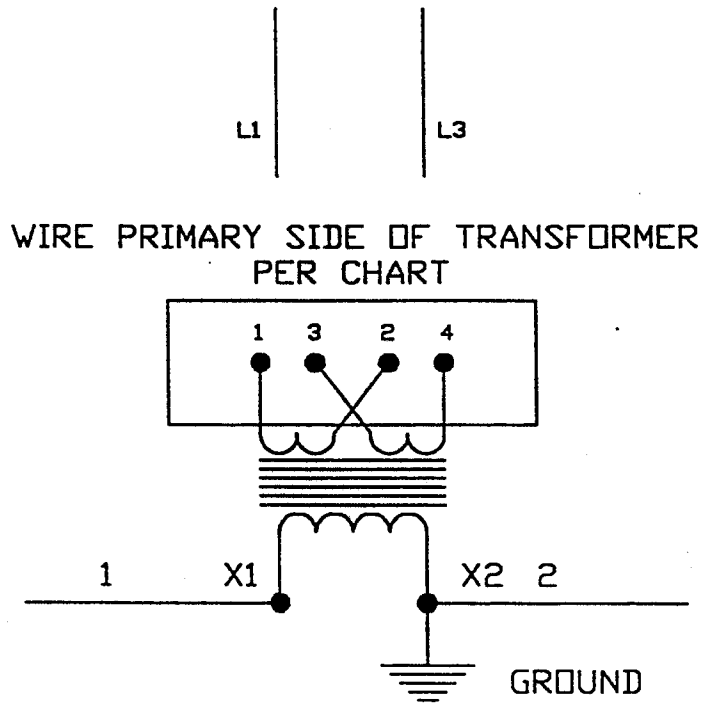 L1 L3
WIRE PRIMARY SIDE OF TRANSFORMER
PER CHART
1 3 2 4
1 X1 X2 2
GROUND